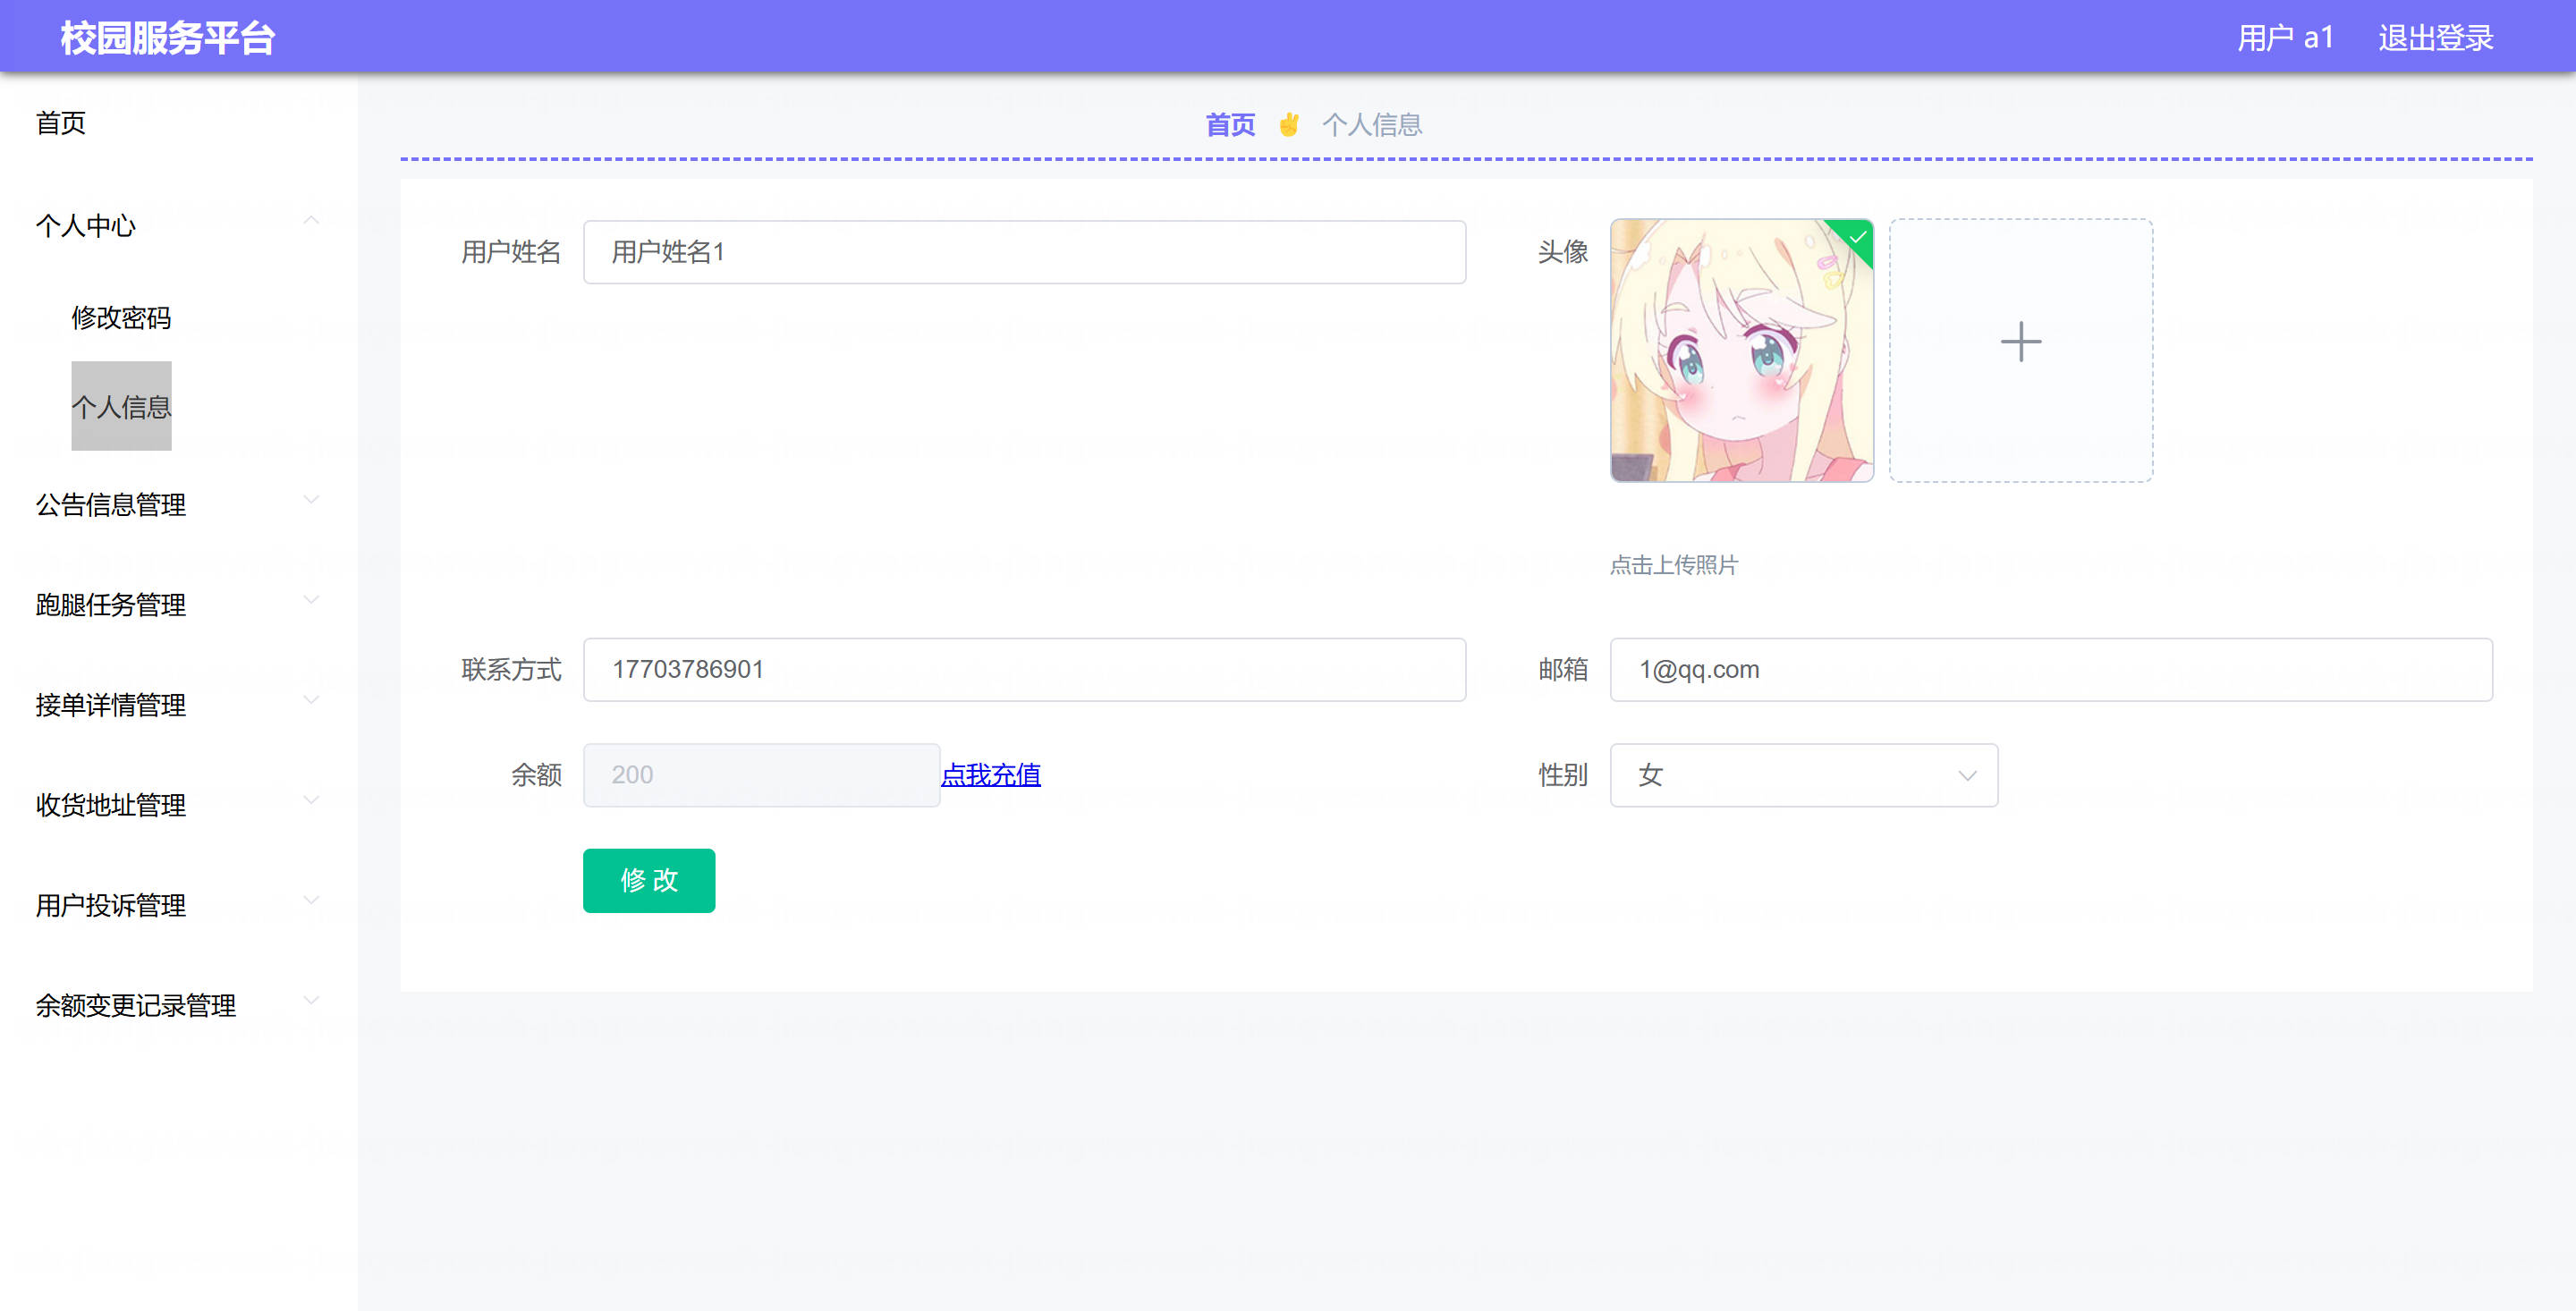 校园服务平台
用户 a1
退出登录
首页
个人中心
修改密码
个人信息
公告信息管理
跑腿任务管理
接单详情管理
收货地址管理
用户投诉管理
余额变更记录管理
首页 ✌ 个人信息
用户姓名
用户姓名1
头像
点击上传照片
联系方式
17703786901
邮箱
1@qq.com
余额
200
点我充值
性别
女
修 改